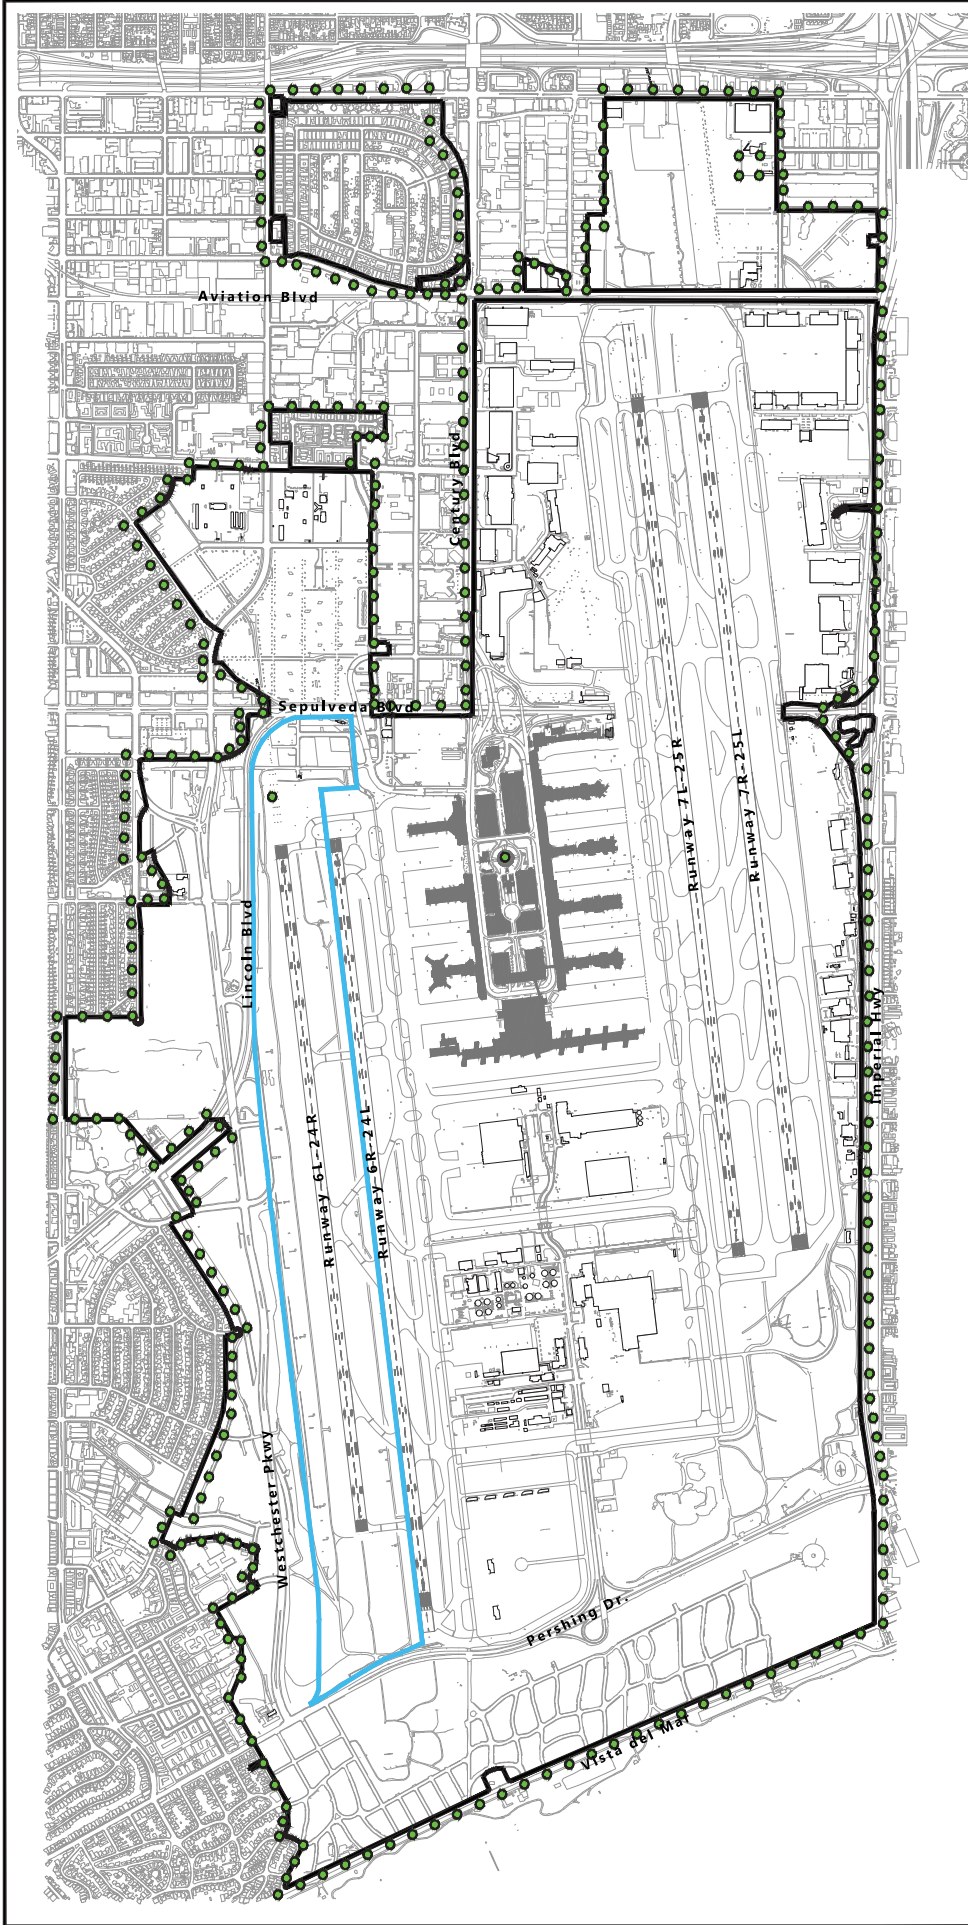 Aviation Blvd
Century Blvd
Sepulveda Blvd
Runway 7L-25R
Runway 7R-25L
Lincoln Blvd
Imperial Hwy
Runway 6L-24R
Runway 6R-24L
Westchester Pkwy
Pershing Dr.
Vista del Mar